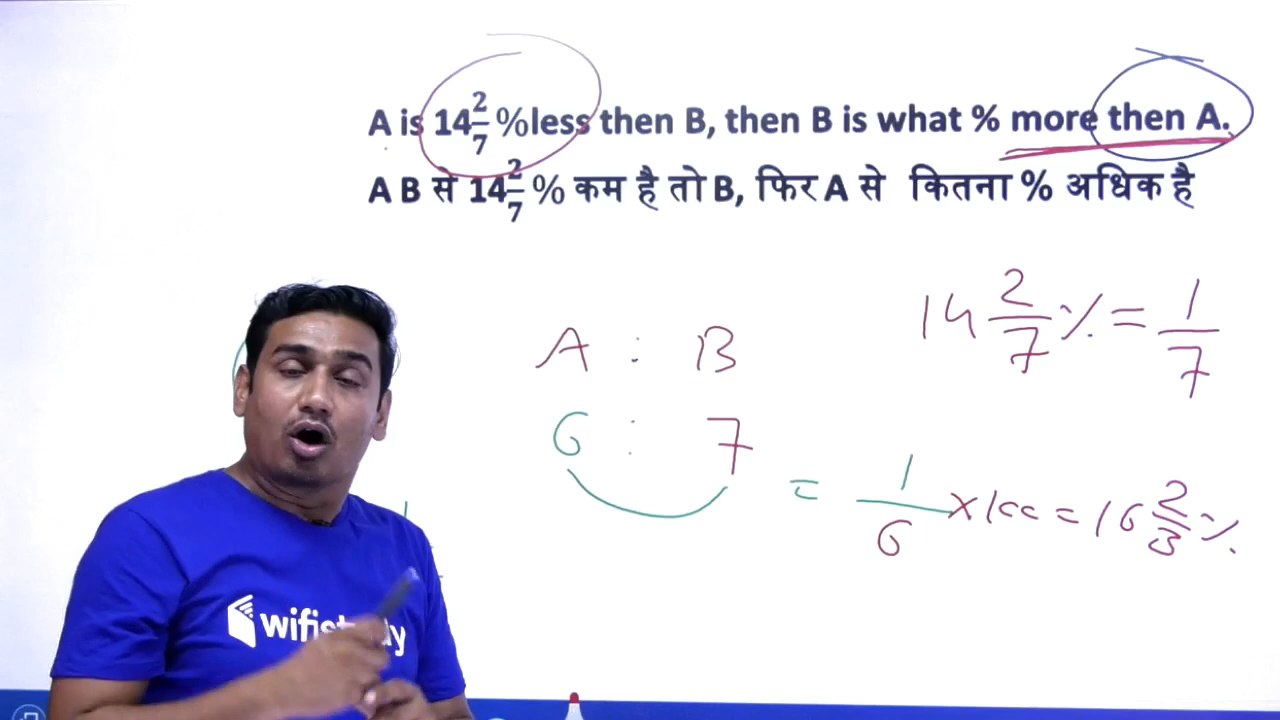 A is 14 2/7 %less then B, then B is what % more then A.
A B से 14 2/7 % कम है तो B, फिर A से कितना % अधिक है
14 2/7 % = 1/7
A : B
6 : 7
= 1/6 × 100 = 16 2/3 %
wifistudy